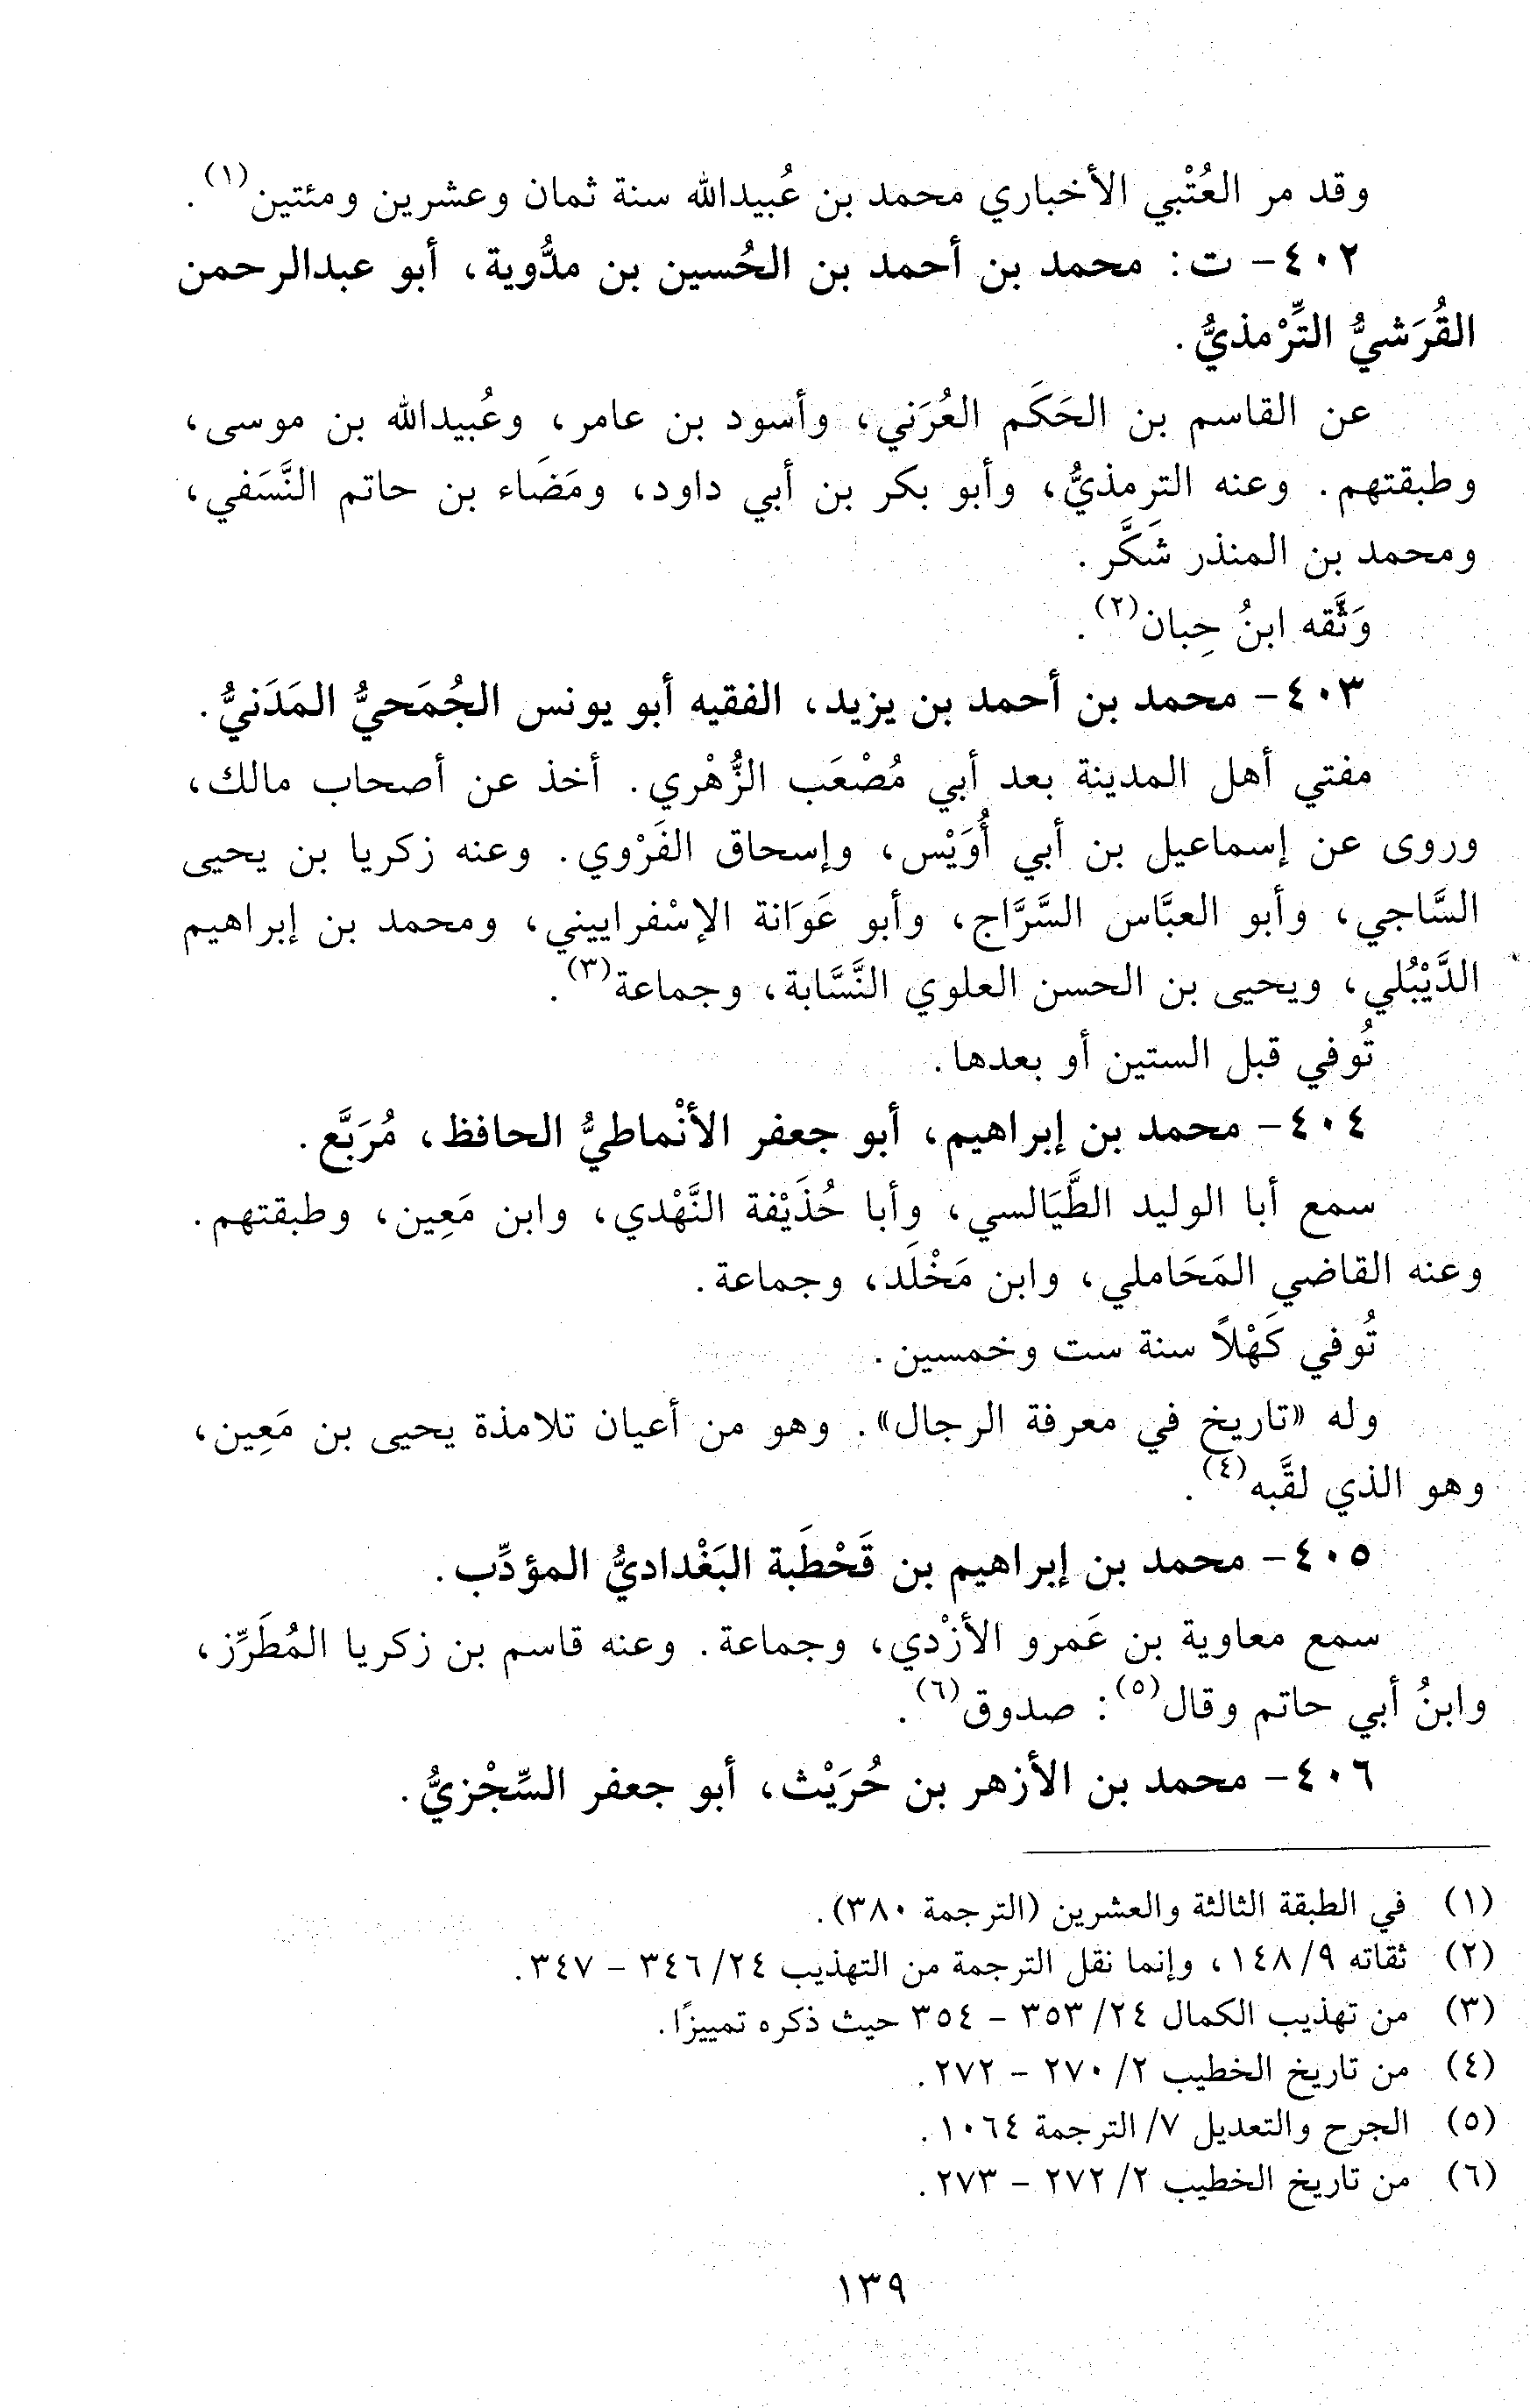 وقد مر العُتْبي الأخباري محمد بن عُبيدالله سنة ثمان وعشرين ومئتين(١).
٤٠٢- ت: محمد بن أحمد بن الحُسين بن مدُّوية، أبو عبدالرحمن
القُرَشيُّ التِّرْمذيُّ.
عن القاسم بن الحَكَم العُرَني، وأسود بن عامر، وعُبيدالله بن موسى،
وطبقتهم. وعنه الترمذيُّ، وأبو بكر بن أبي داود، ومَضَاء بن حاتم النَّسَفي،
ومحمد بن المنذر شَكَّر.
وَثَّقه ابنُ حِبان(٢).
٤٠٣- محمد بن أحمد بن يزيد، الفقيه أبو يونس الجُمَحيُّ المَدَنيُّ.
مفتي أهل المدينة بعد أبي مُصْعَب الزُّهْري. أخذ عن أصحاب مالك،
وروى عن إسماعيل بن أبي أُوَيْس، وإسحاق الفَرْوي. وعنه زكريا بن يحيى
السَّاجي، وأبو العبَّاس السَّرَّاج، وأبو عَوَانة الإسْفراييني، ومحمد بن إبراهيم
الدَّيْبُلي، ويحيى بن الحسن العلوي النَّسَّابة، وجماعة(٣).
تُوفي قبل الستين أو بعدها.
٤٠٤- محمد بن إبراهيم، أبو جعفر الأنْماطيُّ الحافظ، مُرَبَّع.
سمع أبا الوليد الطَّيَالسي، وأبا حُذَيْفة النَّهْدي، وابن مَعِين، وطبقتهم.
وعنه القاضي المَحَاملي، وابن مَخْلَد، وجماعة.
تُوفي كَهْلاً سنة ست وخمسين.
وله «تاريخ في معرفة الرجال». وهو من أعيان تلامذة يحيى بن مَعِين،
وهو الذي لقَّبه(٤).
٤٠٥- محمد بن إبراهيم بن قَحْطَبة البَغْداديُّ المؤدِّب.
سمع معاوية بن عَمرو الأزْدي، وجماعة. وعنه قاسم بن زكريا المُطَرِّز،
وابنُ أبي حاتم وقال(٥): صدوق(٦).
٤٠٦- محمد بن الأزهر بن حُرَيْث، أبو جعفر السِّجْزيُّ.
(١) في الطبقة الثالثة والعشرين (الترجمة ٣٨٠).
(٢) ثقاته ٩/ ١٤٨، وإنما نقل الترجمة من التهذيب ٢٤/ ٣٤٦ - ٣٤٧.
(٣) من تهذيب الكمال ٢٤/ ٣٥٣ - ٣٥٤ حيث ذكره تمييزًا.
(٤) من تاريخ الخطيب ٢/ ٢٧٠ - ٢٧٢.
(٥) الجرح والتعديل ٧/ الترجمة ١٠٦٤.
(٦) من تاريخ الخطيب ٢/ ٢٧٢ - ٢٧٣.
١٣٩